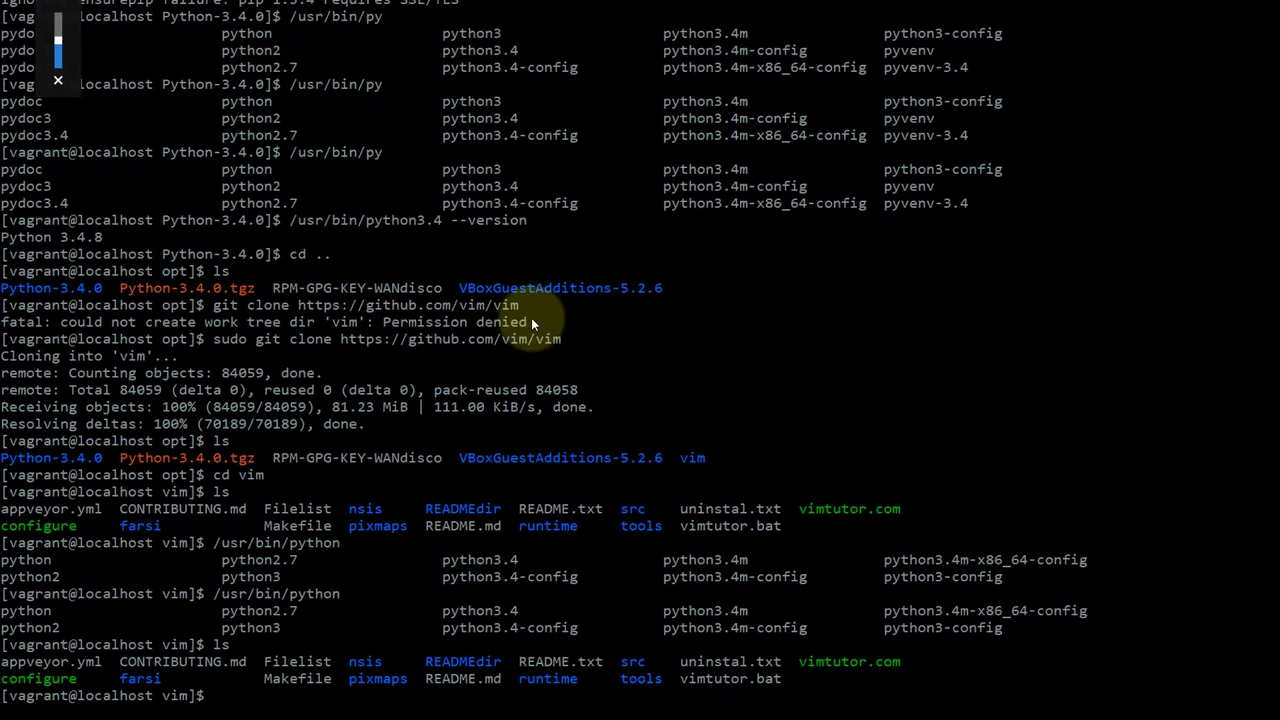 ignoring ensurepip failure: pip 1.5.4 requires SSL/TLS
[vagrant@localhost Python-3.4.0]$ /usr/bin/py
pydo python python3 python3.4m python3-config
pydo python2 python3.4 python3.4m-config pyvenv
pydo python2.7 python3.4-config python3.4m-x86_64-config pyvenv-3.4
[vagrant@localhost Python-3.4.0]$ /usr/bin/py
pydoc python python3 python3.4m python3-config
pydoc3 python2 python3.4 python3.4m-config pyvenv
pydoc3.4 python2.7 python3.4-config python3.4m-x86_64-config pyvenv-3.4
[vagrant@localhost Python-3.4.0]$ /usr/bin/py
pydoc python python3 python3.4m python3-config
pydoc3 python2 python3.4 python3.4m-config pyvenv
pydoc3.4 python2.7 python3.4-config python3.4m-x86_64-config pyvenv-3.4
[vagrant@localhost Python-3.4.0]$ /usr/bin/python3.4 --version
Python 3.4.8
[vagrant@localhost Python-3.4.0]$ cd ..
[vagrant@localhost opt]$ ls
Python-3.4.0 Python-3.4.0.tgz RPM-GPG-KEY-WANdisco VBoxGuestAdditions-5.2.6
[vagrant@localhost opt]$ git clone https://github.com/vim/vim
fatal: could not create work tree dir 'vim': Permission denied
[vagrant@localhost opt]$ sudo git clone https://github.com/vim/vim
Cloning into 'vim'...
remote: Counting objects: 84059, done.
remote: Total 84059 (delta 0), reused 0 (delta 0), pack-reused 84058
Receiving objects: 100% (84059/84059), 81.23 MiB | 111.00 KiB/s, done.
Resolving deltas: 100% (70189/70189), done.
[vagrant@localhost opt]$ ls
Python-3.4.0 Python-3.4.0.tgz RPM-GPG-KEY-WANdisco VBoxGuestAdditions-5.2.6 vim
[vagrant@localhost opt]$ cd vim
[vagrant@localhost vim]$ ls
appveyor.yml CONTRIBUTING.md Filelist nsis READMEdir README.txt src uninstal.txt vimtutor.com
configure farsi Makefile pixmaps README.md runtime tools vimtutor.bat
[vagrant@localhost vim]$ /usr/bin/python
python python2.7 python3.4 python3.4m python3.4m-x86_64-config
python2 python3 python3.4-config python3.4m-config python3-config
[vagrant@localhost vim]$ /usr/bin/python
python python2.7 python3.4 python3.4m python3.4m-x86_64-config
python2 python3 python3.4-config python3.4m-config python3-config
[vagrant@localhost vim]$ ls
appveyor.yml CONTRIBUTING.md Filelist nsis READMEdir README.txt src uninstal.txt vimtutor.com
configure farsi Makefile pixmaps README.md runtime tools vimtutor.bat
[vagrant@localhost vim]$